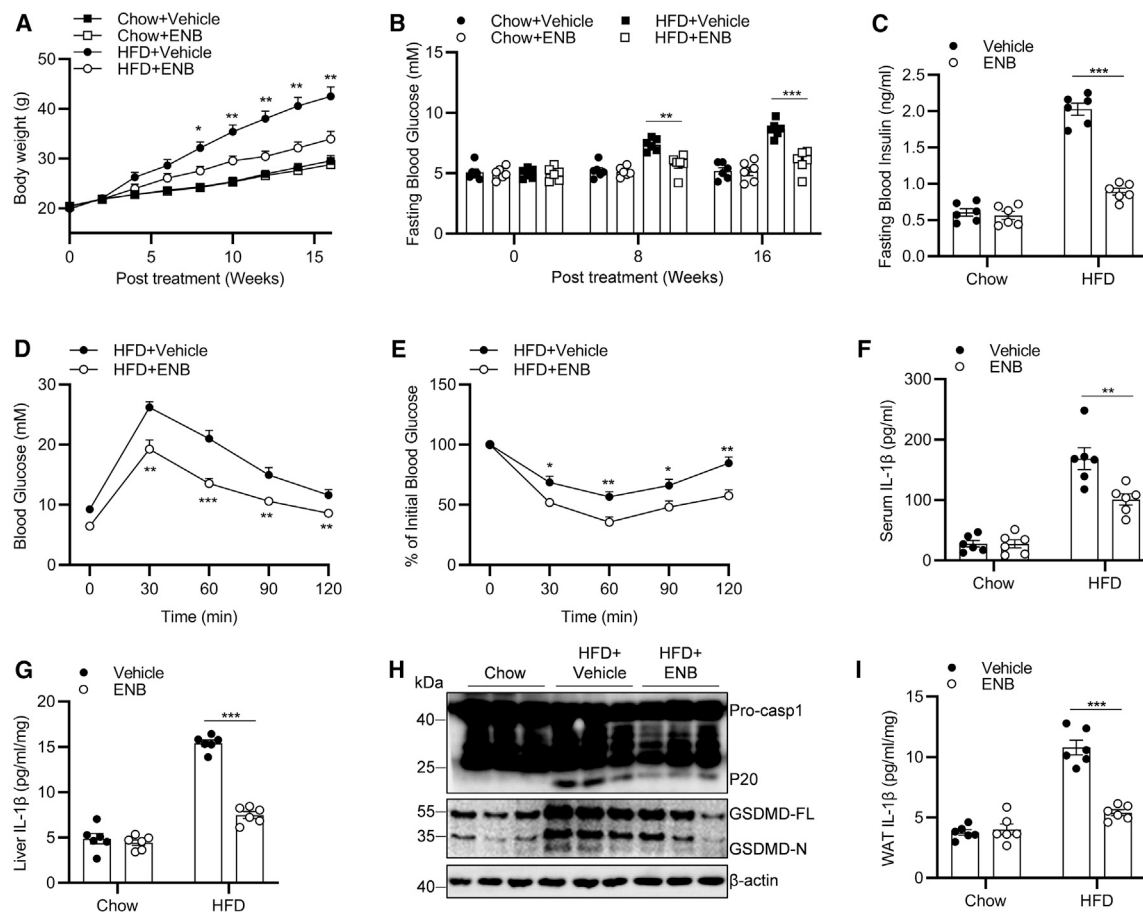 A
Chow+Vehicle
Chow+ENB
HFD+Vehicle
HFD+ENB
50
40
30
20
Body weight (g)
* ** ** ** **
0 5 10 15
Post treatment (Weeks)
B
Chow+Vehicle HFD+Vehicle
Chow+ENB HFD+ENB
15
10
5
0
Fasting Blood Glucose (mM)
** ***
0 8 16
Post treatment (Weeks)
C
Vehicle
ENB
2.5
2.0
1.5
1.0
0.5
0.0
Fasting Blood Insulin (ng/ml)
***
Chow HFD
D
HFD+Vehicle
HFD+ENB
30
20
10
0
Blood Glucose (mM)
** *** ** **
0 30 60 90 120
Time (min)
E
HFD+Vehicle
HFD+ENB
150
100
50
0
% of Initial Blood Glucose
* ** * **
0 30 60 90 120
Time (min)
F
Vehicle
ENB
300
200
100
0
Serum IL-1β (pg/ml)
**
Chow HFD
G
Vehicle
ENB
20
15
10
5
0
Liver IL-1β (pg/ml/mg)
***
Chow HFD
H
kDa
Chow
HFD+
Vehicle
HFD+
ENB
40
25
55
35
40
Pro-casp1
P20
GSDMD-FL
GSDMD-N
β-actin
I
Vehicle
ENB
15
10
5
0
WAT IL-1β (pg/ml/mg)
***
Chow HFD